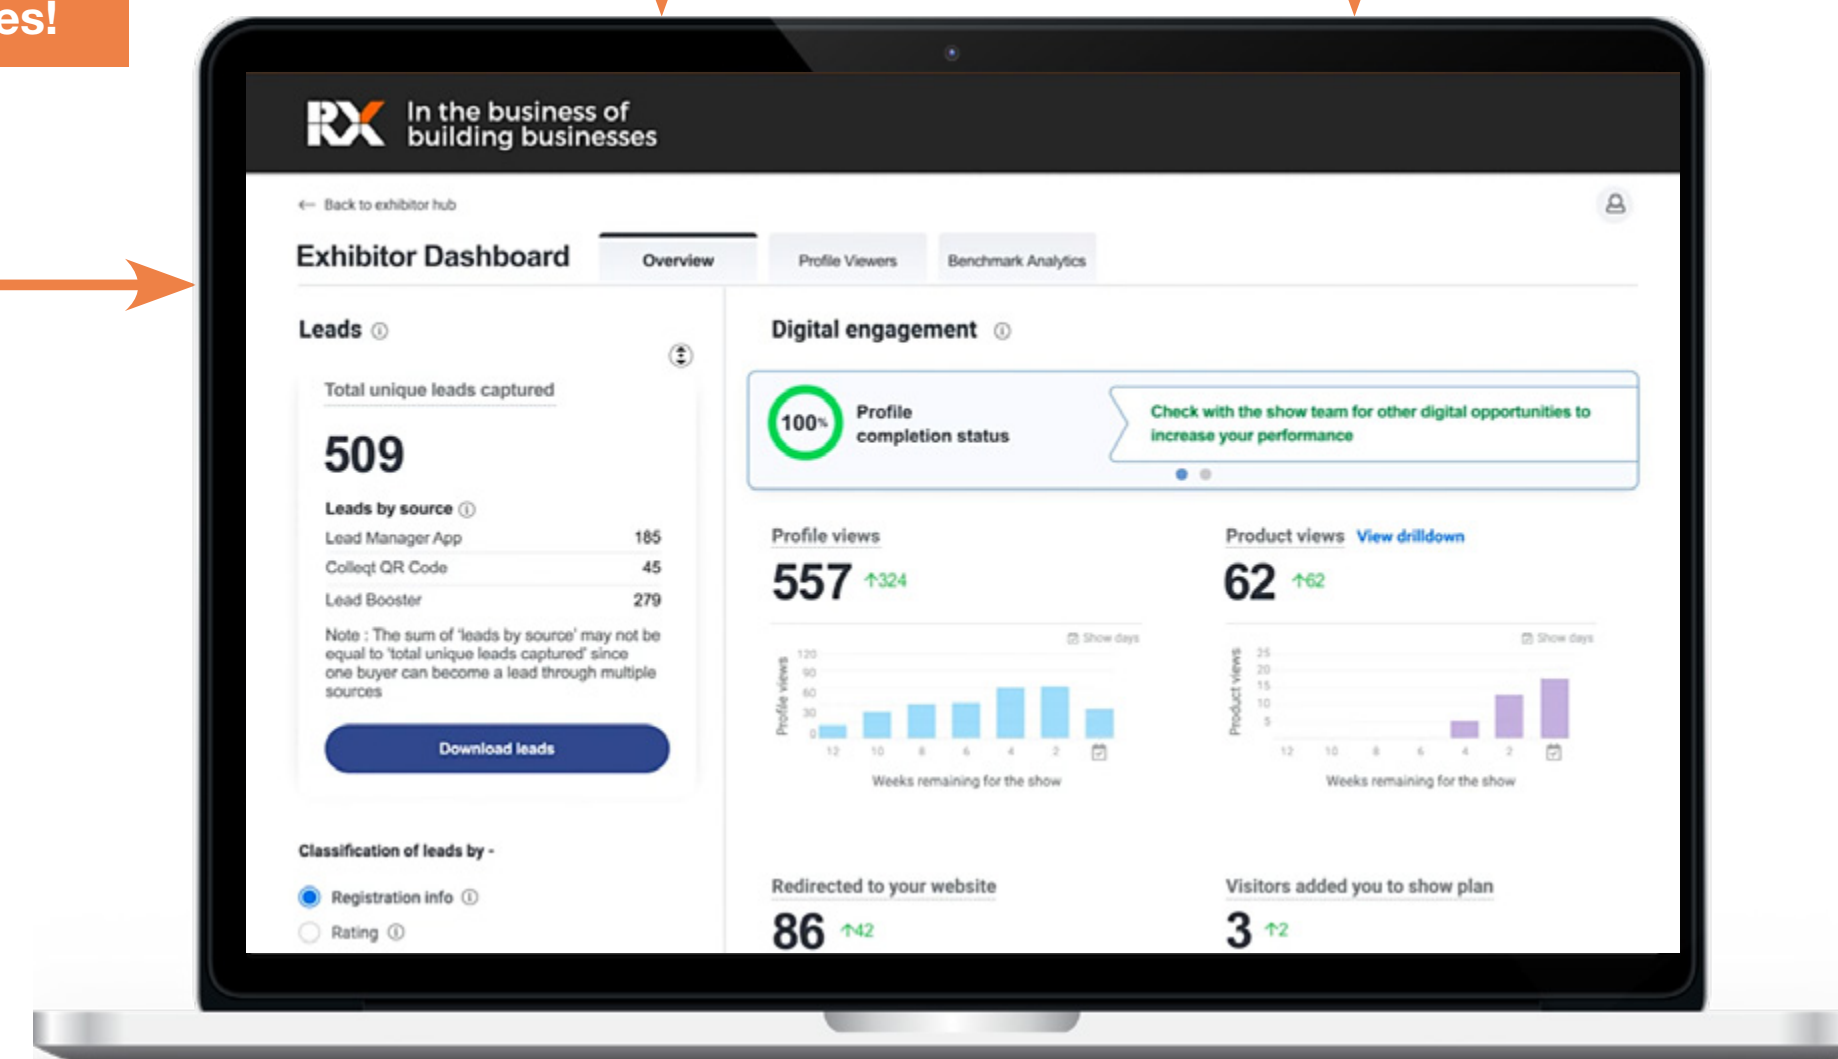 es!
RX
In the business of
building businesses
← Back to exhibitor hub
Exhibitor Dashboard
Overview
Profile Viewers
Benchmark Analytics
Leads
Total unique leads captured
509
Leads by source
Lead Manager App 185
Colleqt QR Code 45
Lead Booster 279
Note : The sum of 'leads by source' may not be
equal to 'total unique leads captured' since
one buyer can become a lead through multiple
sources
Download leads
Classification of leads by -
Registration info
Rating
Digital engagement
100%
Profile
completion status
Check with the show team for other digital opportunities to
increase your performance
Profile views
557 ↑324
Show days
Profile views
120
90
60
30
0
12 10 8 6 4 2
Weeks remaining for the show
Product views View drilldown
62 ↑62
Show days
Product views
25
20
15
10
5
12 10 8 6 4 2
Weeks remaining for the show
Redirected to your website
86 ↑42
Visitors added you to show plan
3 ↑2